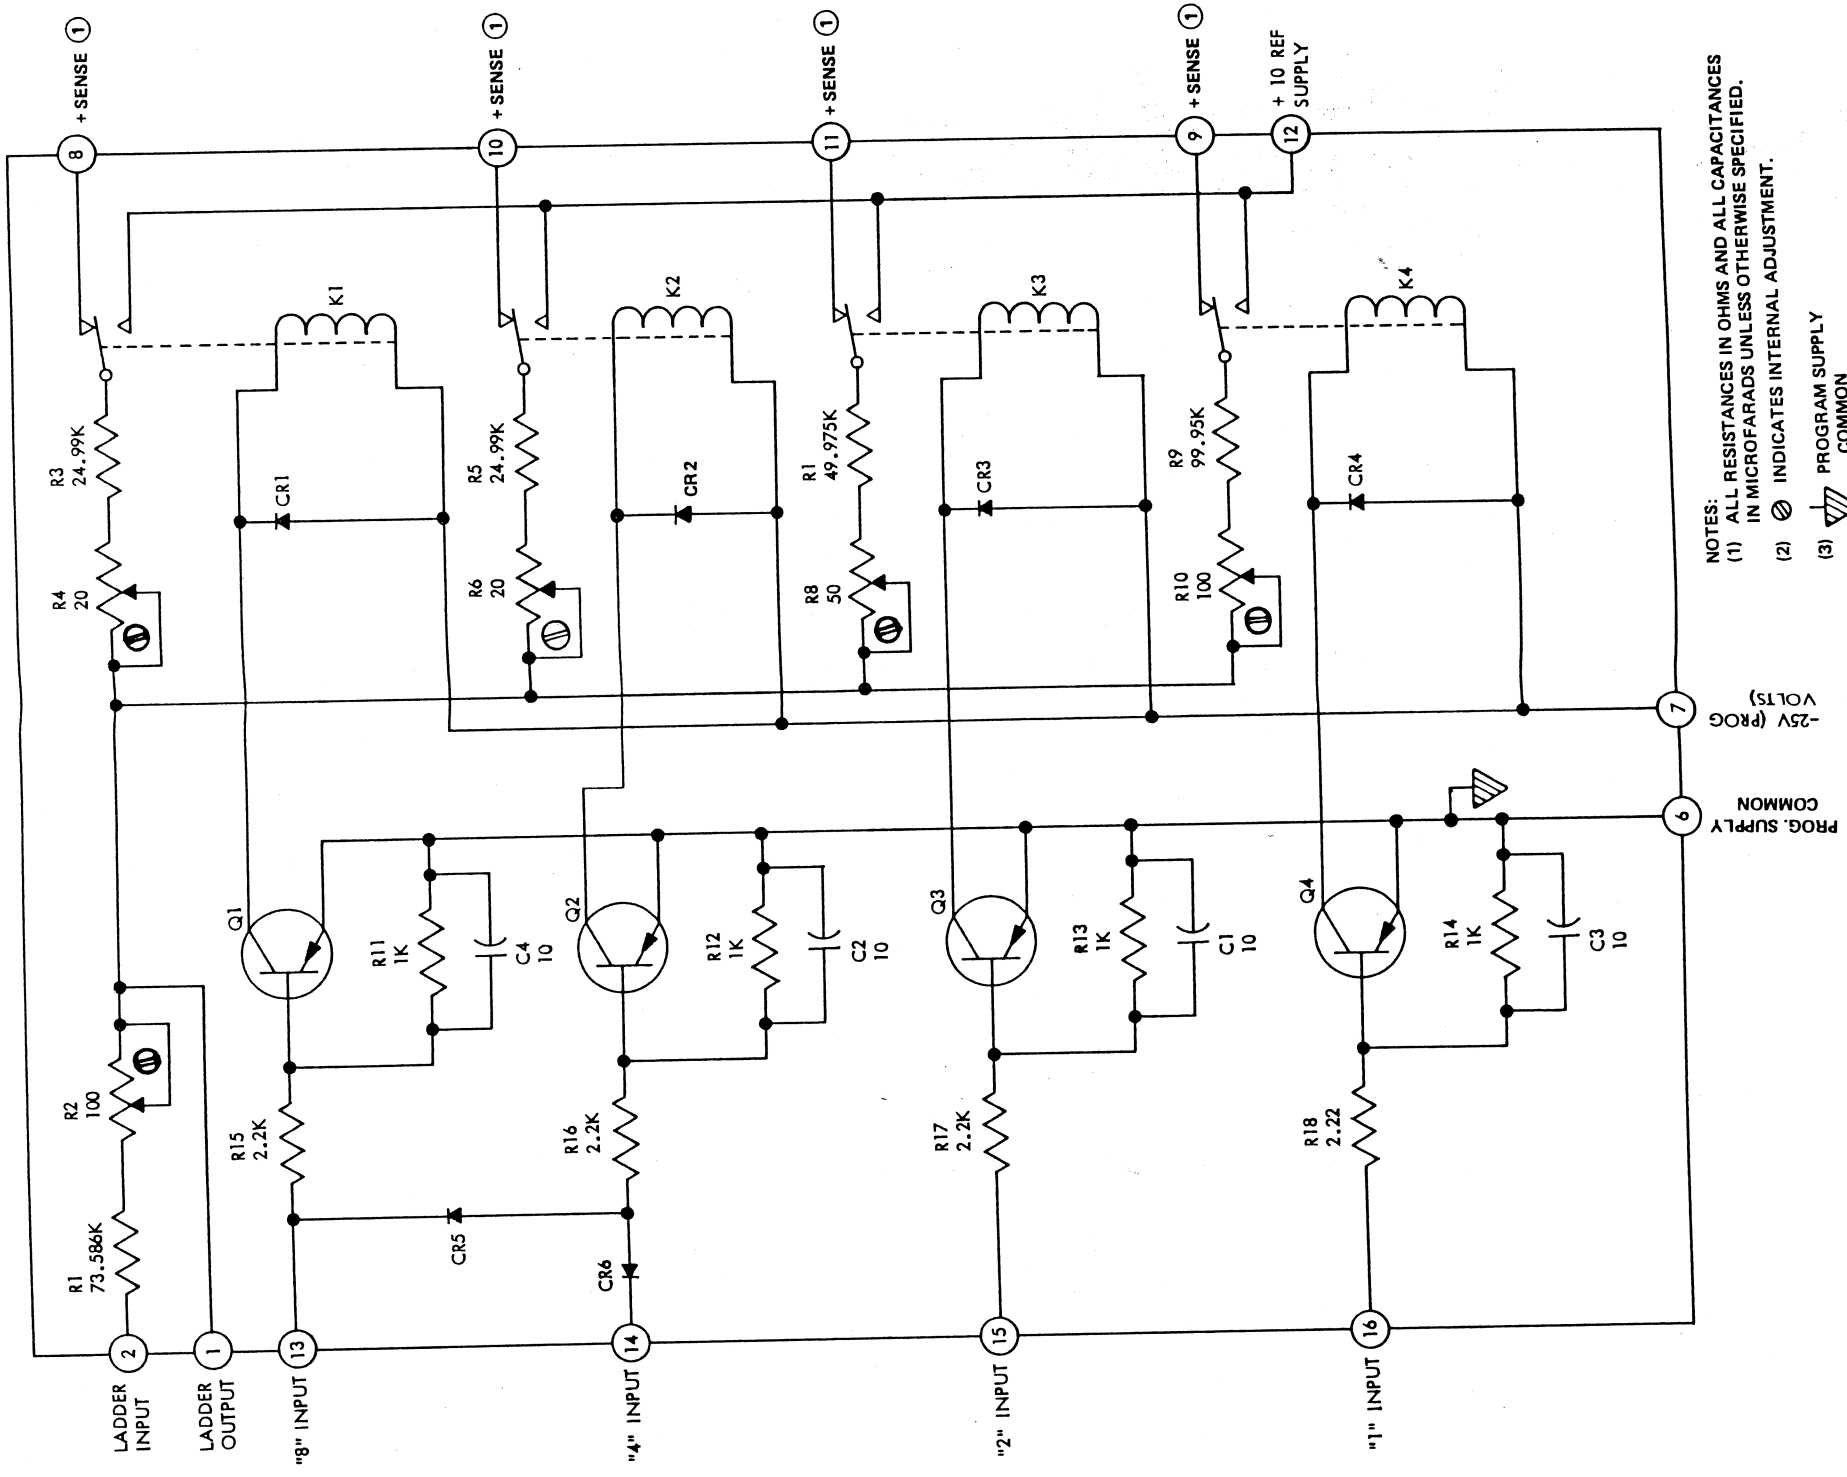 8
+ SENSE 1
10
+ SENSE 1
11
+ SENSE 1
9
+ SENSE 1
12
+ 10 REF
SUPPLY
K1
K2
K3
K4
R3
24.99K
R5
24.99K
R1
49.975K
R9
99.95K
CR1
CR2
CR3
CR4
R4
20
R6
20
R8
50
R10
100
Q1
Q2
Q3
Q4
R11
1K
C4
10
R12
1K
C2
10
R13
1K
C1
10
R14
1K
C3
10
R2
100
R15
2.2K
R16
2.2K
R17
2.2K
R18
2.22
R1
73.586K
CR5
CR6
2
LADDER
INPUT
1
LADDER
OUTPUT
13
"8" INPUT
14
"4" INPUT
15
"2" INPUT
16
"1" INPUT
7
-25V (PROG
VOLTS)
6
PROG. SUPPLY
COMMON
NOTES:
(1) ALL RESISTANCES IN OHMS AND ALL CAPACITANCES
IN MICROFARADS UNLESS OTHERWISE SPECIFIED.
(2) INDICATES INTERNAL ADJUSTMENT.
(3) PROGRAM SUPPLY
COMMON